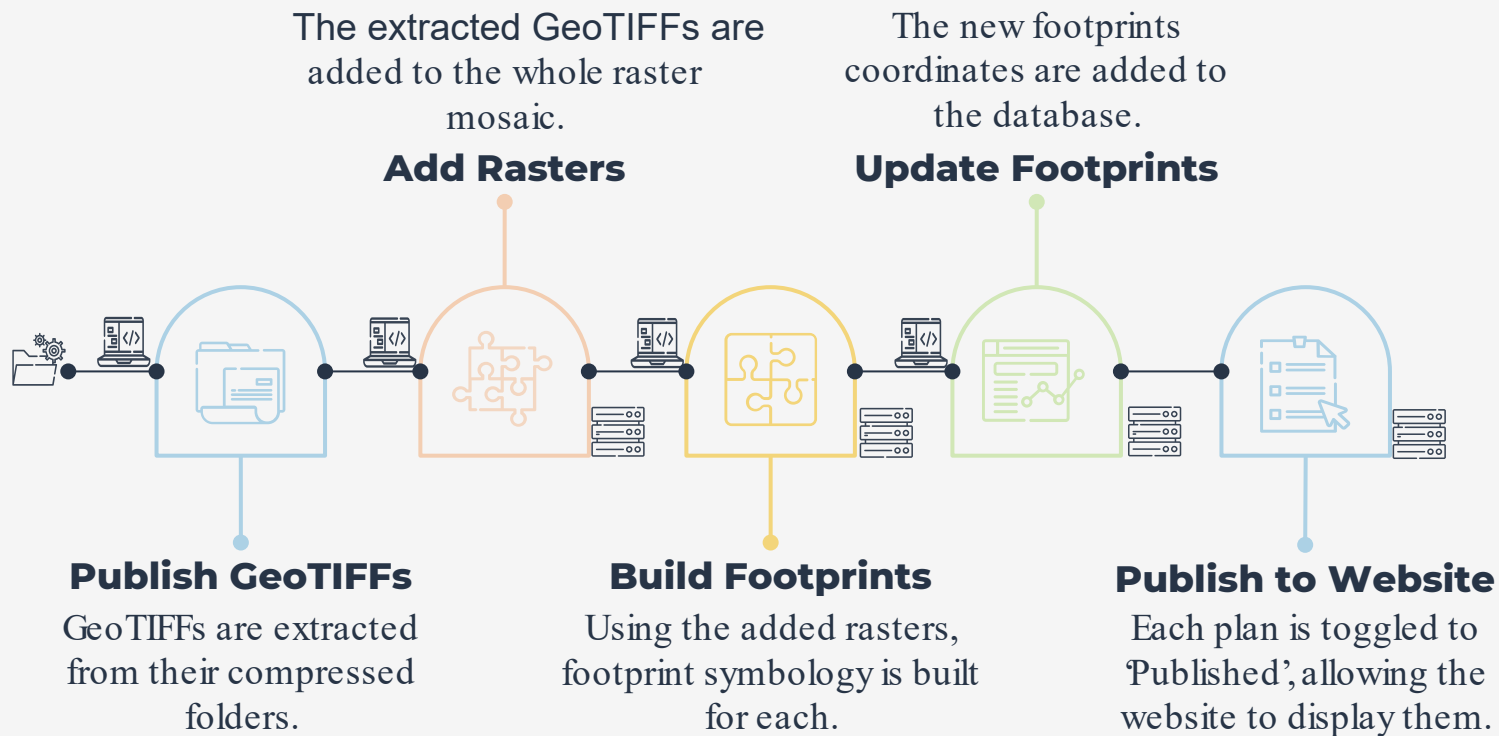 The extracted GeoTIFFs are
added to the whole raster
mosaic.
Add Rasters
The new footprints
coordinates are added to
the database.
Update Footprints
Publish GeoTIFFs
GeoTIFFs are extracted
from their compressed
folders.
Build Footprints
Using the added rasters,
footprint symbology is built
for each.
Publish to Website
Each plan is toggled to
‘Published’, allowing the
website to display them.